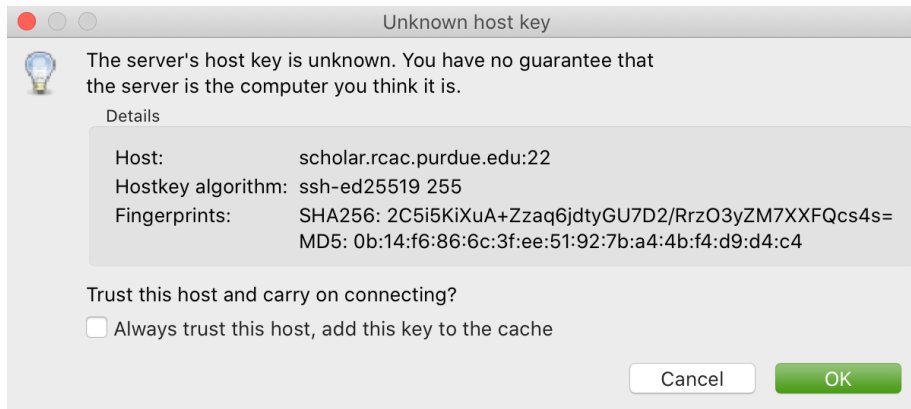 Unknown host key
The server's host key is unknown. You have no guarantee that
the server is the computer you think it is.
Details
Host: scholar.rcac.purdue.edu:22
Hostkey algorithm: ssh-ed25519 255
Fingerprints: SHA256: 2C5i5KiXuA+Zzaq6jdtyGU7D2/RrzO3yZM7XXFQcs4s=
MD5: 0b:14:f6:86:6c:3f:ee:51:92:7b:a4:4b:f4:d9:d4:c4
Trust this host and carry on connecting?
Always trust this host, add this key to the cache
Cancel OK